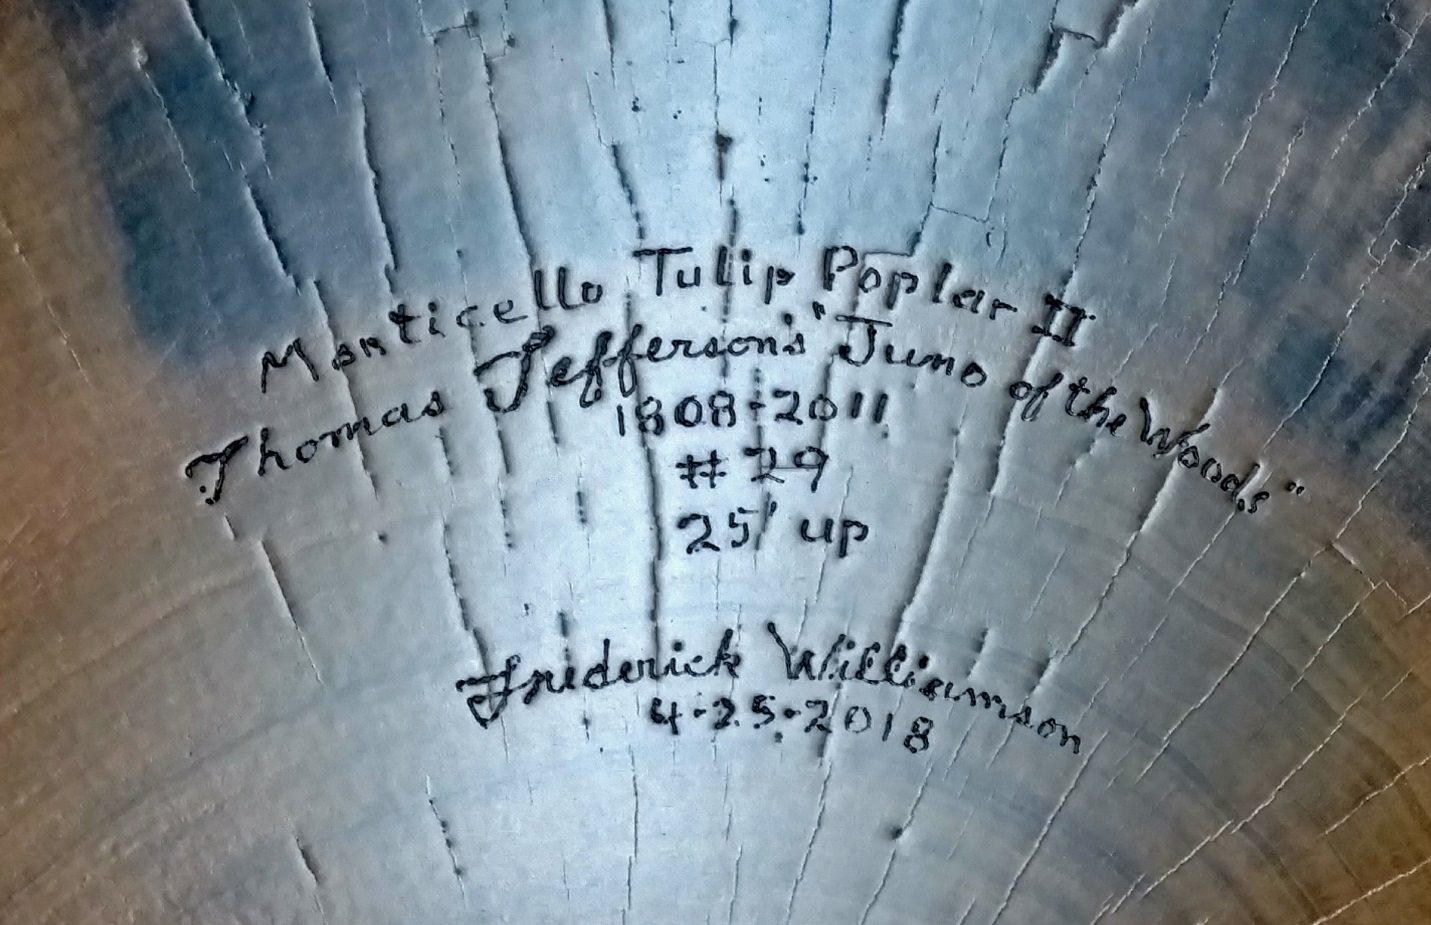 Monticello Tulip Poplar II
Thomas Jefferson's "Juno of the Woods"
1808-2011
#29
25' up
Frederick Williamson
4-25-2018